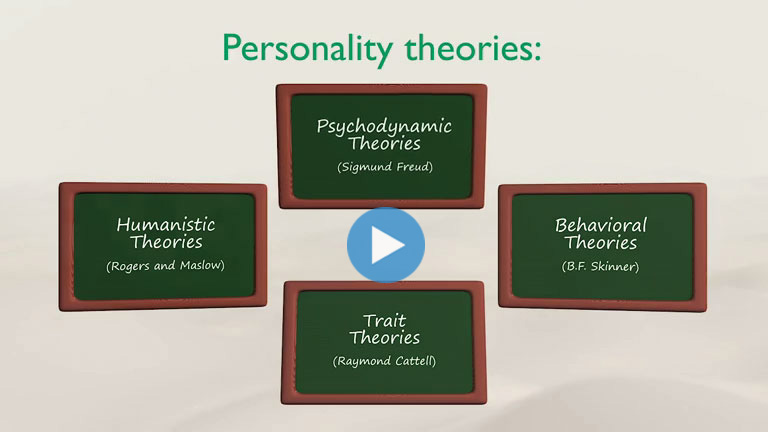 Personality theories:
Psychodynamic
Theories
(Sigmund Freud)
Humanistic
Theories
(Rogers and Maslow)
Behavioral
Theories
(B.F. Skinner)
Trait
Theories
(Raymond Cattell)